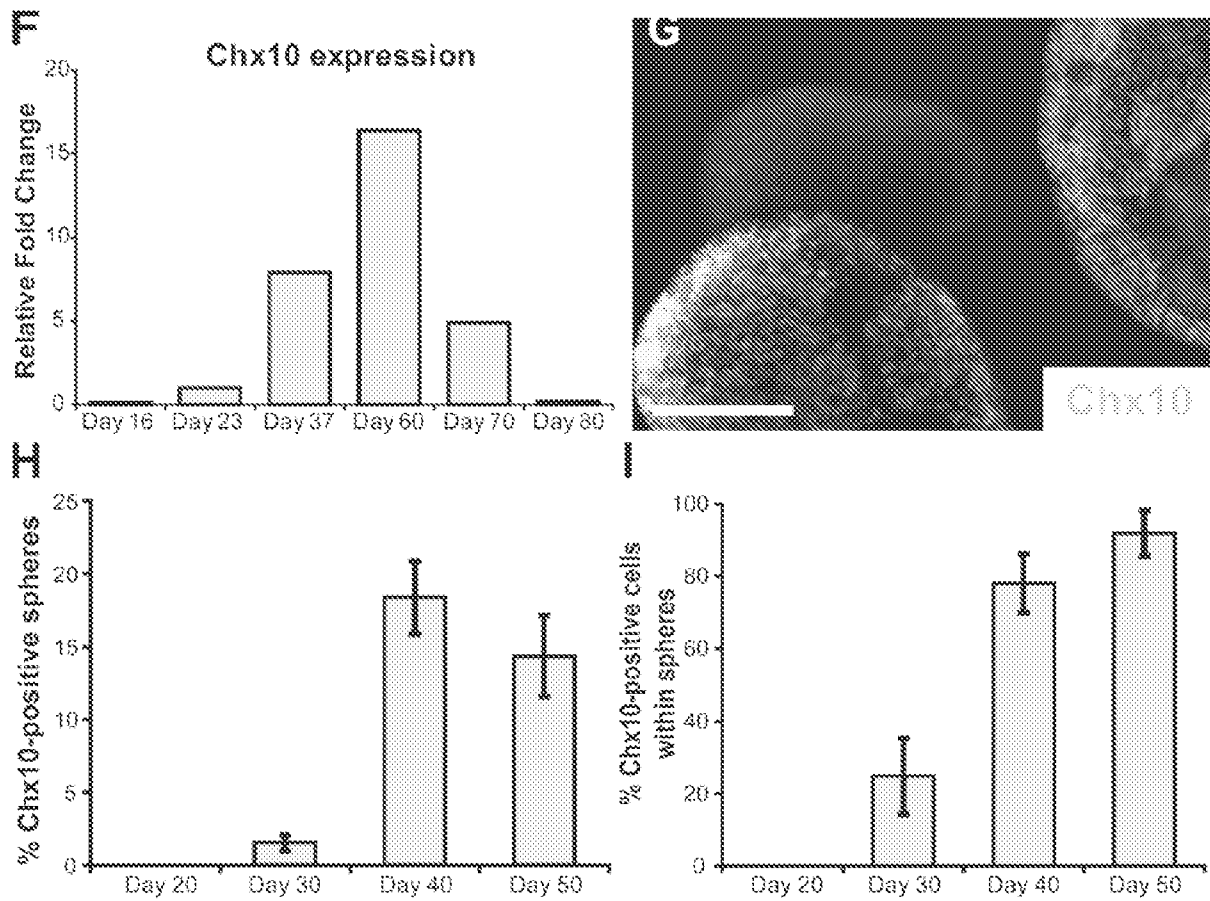 F
Chx10 expression
Relative Fold Change
20
15
10
5
0
Day 16 Day 23 Day 37 Day 60 Day 70 Day 80
G
Chx10
H
% Chx10-positive spheres
25
20
15
10
5
0
Day 20 Day 30 Day 40 Day 50
I
% Chx10-positive cells
within spheres
100
80
60
40
20
0
Day 20 Day 30 Day 40 Day 50